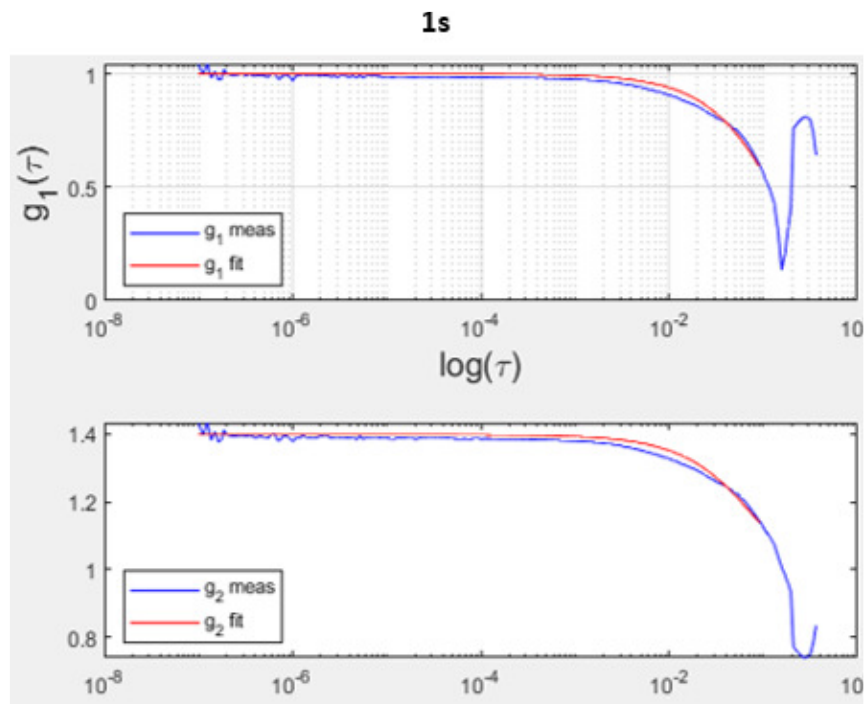 1s
1
0.5
0
g₁(τ)
g₁ meas
g₁ fit
10⁻⁸ 10⁻⁶ 10⁻⁴ 10⁻² 10
log(τ)
1.4
1.2
1
0.8
g₂ meas
g₂ fit
10⁻⁸ 10⁻⁶ 10⁻⁴ 10⁻² 10